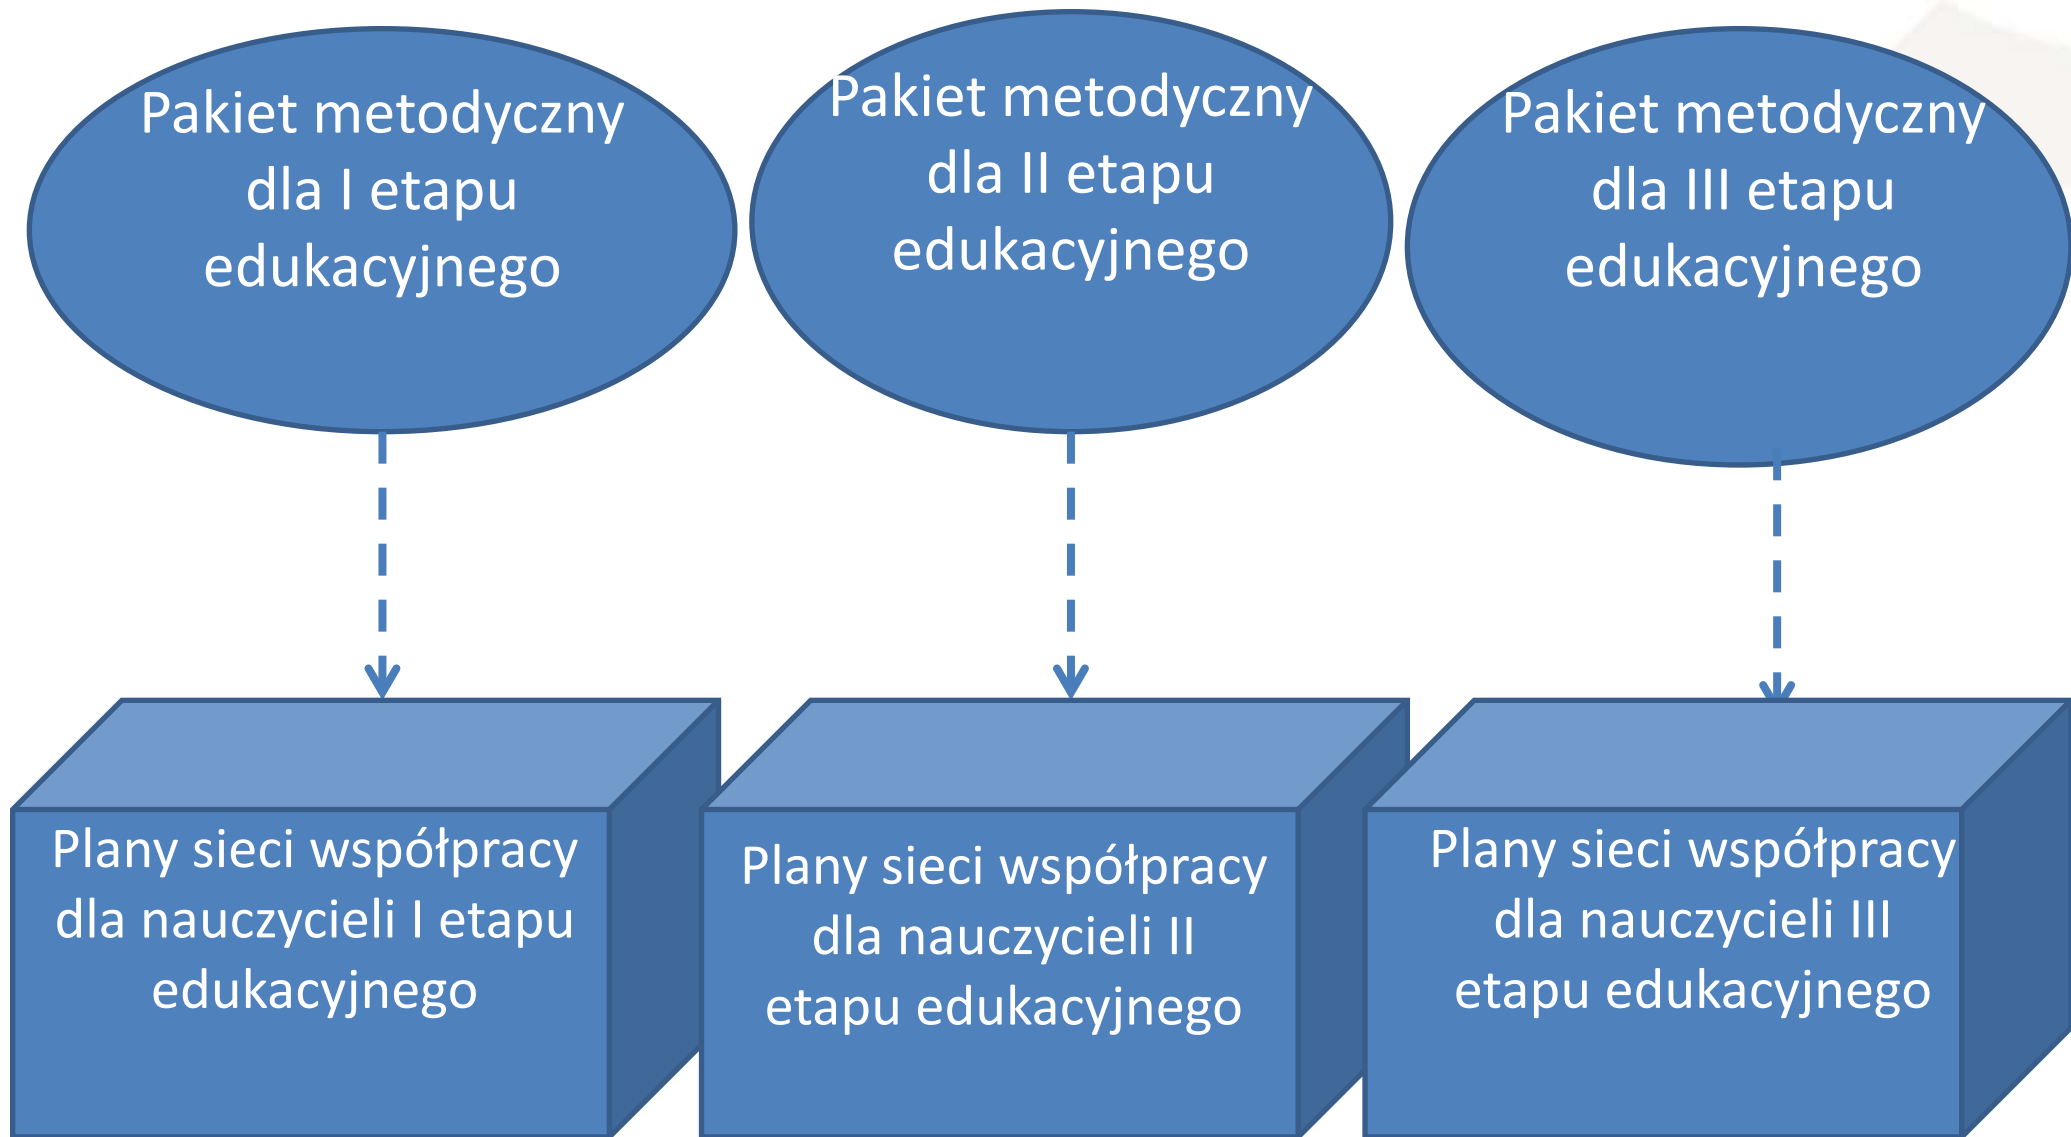 Pakiet metodyczny
dla I etapu
edukacyjnego
Pakiet metodyczny
dla II etapu
edukacyjnego
Pakiet metodyczny
dla III etapu
edukacyjnego
Plany sieci współpracy
dla nauczycieli I etapu
edukacyjnego
Plany sieci współpracy
dla nauczycieli II
etapu edukacyjnego
Plany sieci współpracy
dla nauczycieli III
etapu edukacyjnego